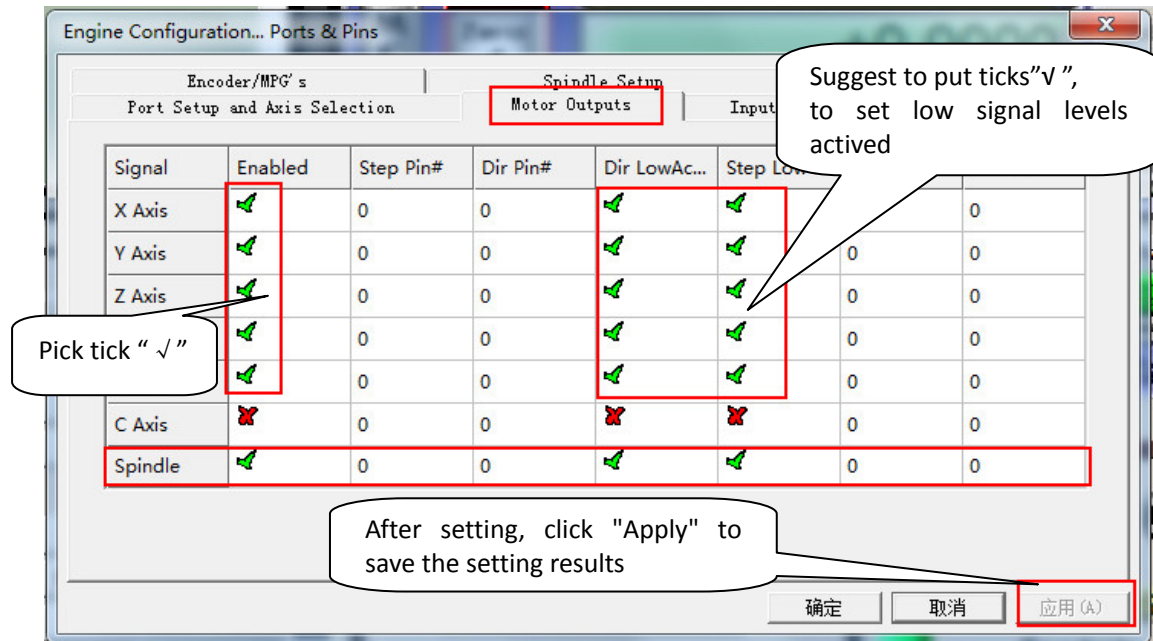 Engine Configuration... Ports & Pins
Encoder/MPG's
Spindle Setup
Port Setup and Axis Selection
Motor Outputs
Input
Suggest to put ticks”√ ”,
to set low signal levels
actived
Signal Enabled Step Pin# Dir Pin# Dir LowAc... Step Low
X Axis 0 0 0
Y Axis 0 0 0 0
Z Axis 0 0 0 0
0 0 0 0
0 0 0 0
Pick tick “ √ ”
C Axis 0 0 0 0
Spindle 0 0 0 0
After setting, click "Apply" to
save the setting results
确定 取消 应用(A)